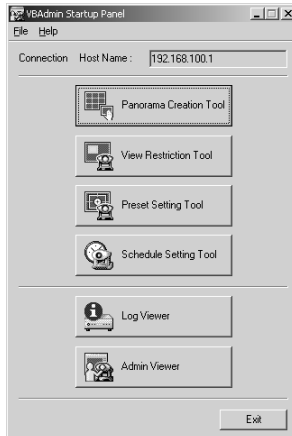 VBAdmin Startup Panel
File Help
Connection Host Name : 192.168.100.1
Panorama Creation Tool
View Restriction Tool
Preset Setting Tool
Schedule Setting Tool
Log Viewer
Admin Viewer
Exit